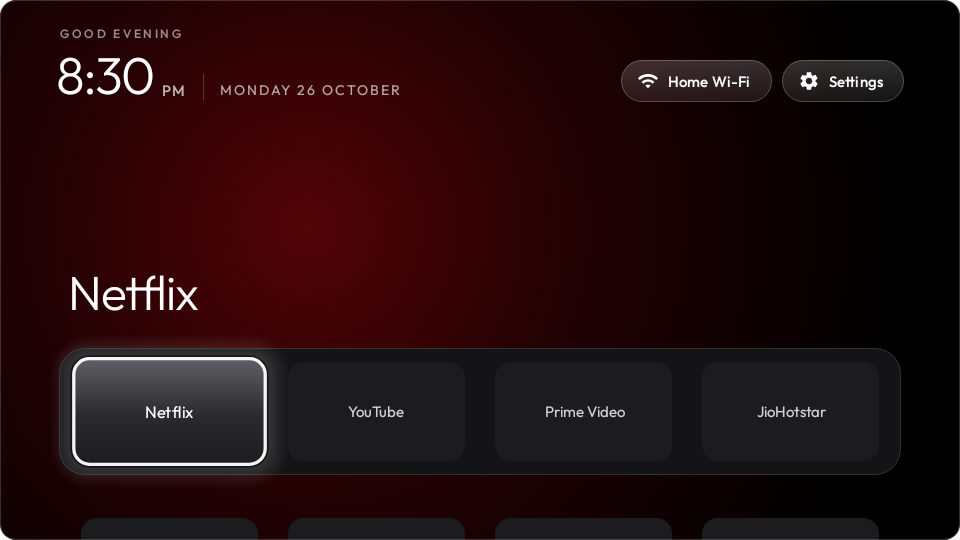 GOOD EVENING
8:30 PM
MONDAY 26 OCTOBER
Home Wi-Fi
Settings
Netflix
Netflix
YouTube
Prime Video
JioHotstar